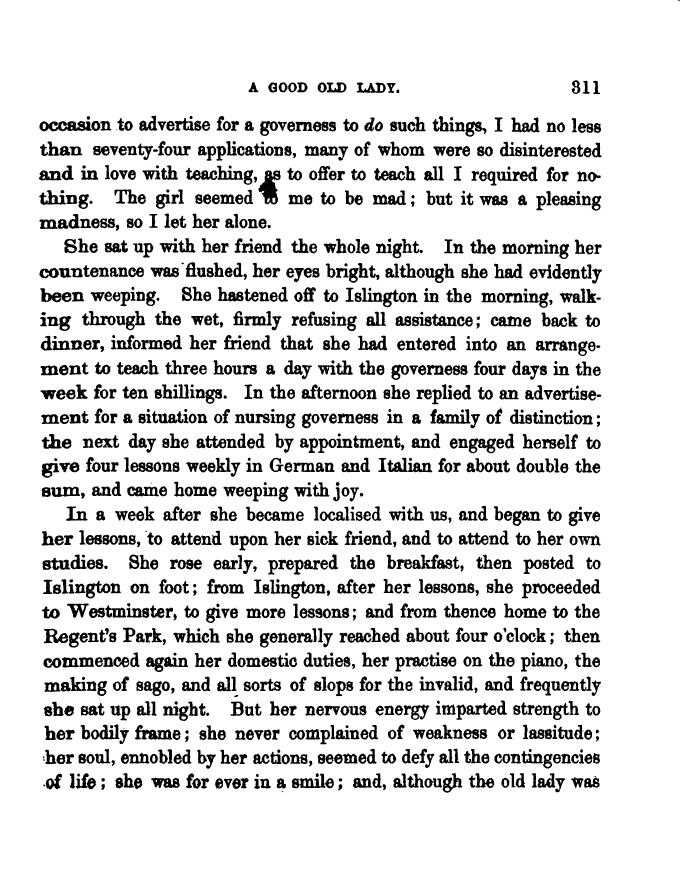 A GOOD OLD LADY. 311
occasion to advertise for a governess to do such things, I had no less
than seventy-four applications, many of whom were so disinterested
and in love with teaching, as to offer to teach all I required for no-
thing. The girl seemed to me to be mad; but it was a pleasing
madness, so I let her alone.
She sat up with her friend the whole night. In the morning her
countenance was flushed, her eyes bright, although she had evidently
been weeping. She hastened off to Islington in the morning, walk-
ing through the wet, firmly refusing all assistance; came back to
dinner, informed her friend that she had entered into an arrange-
ment to teach three hours a day with the governess four days in the
week for ten shillings. In the afternoon she replied to an advertise-
ment for a situation of nursing governess in a family of distinction;
the next day she attended by appointment, and engaged herself to
give four lessons weekly in German and Italian for about double the
sum, and came home weeping with joy.
In a week after she became localised with us, and began to give
her lessons, to attend upon her sick friend, and to attend to her own
studies. She rose early, prepared the breakfast, then posted to
Islington on foot; from Islington, after her lessons, she proceeded
to Westminster, to give more lessons; and from thence home to the
Regent's Park, which she generally reached about four o'clock; then
commenced again her domestic duties, her practise on the piano, the
making of sago, and all sorts of slops for the invalid, and frequently
she sat up all night. But her nervous energy imparted strength to
her bodily frame; she never complained of weakness or lassitude;
her soul, ennobled by her actions, seemed to defy all the contingencies
of life; she was for ever in a smile; and, although the old lady was